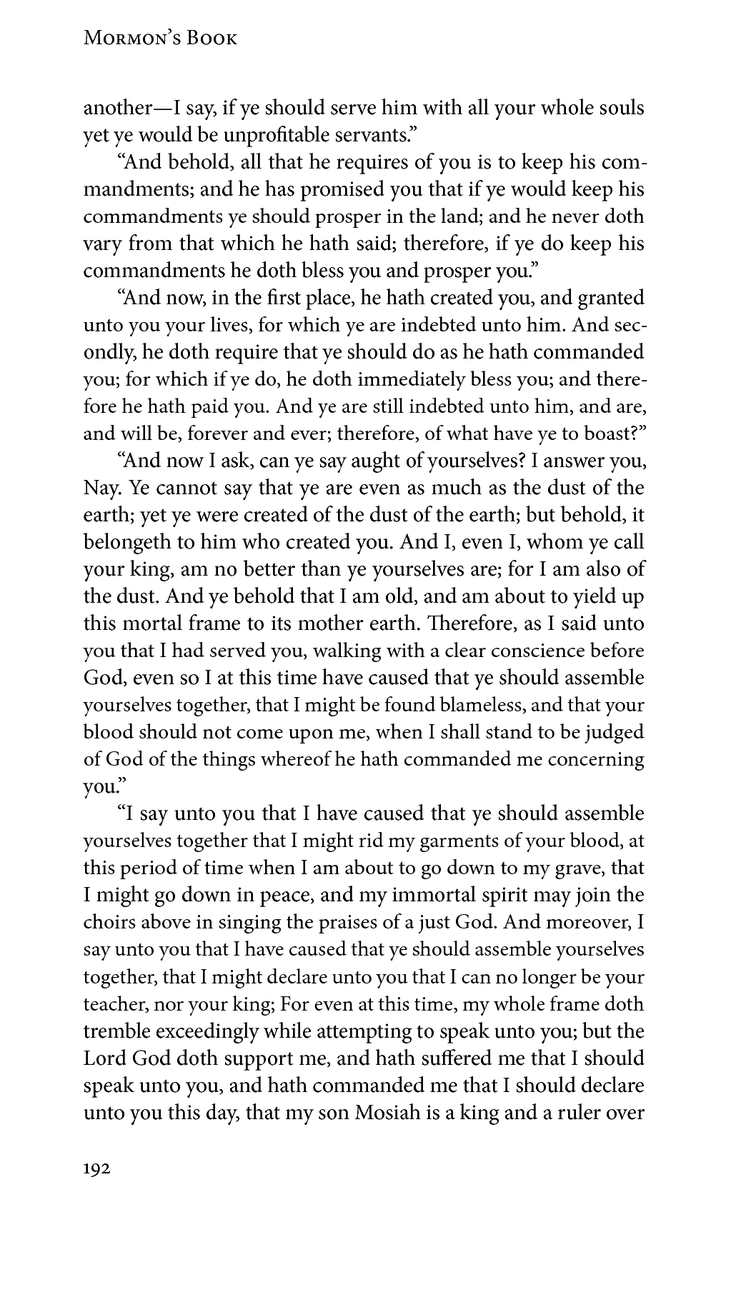 Mormon’s Book
another—I say, if ye should serve him with all your whole souls
yet ye would be unprofitable servants.”
“And behold, all that he requires of you is to keep his com-
mandments; and he has promised you that if ye would keep his
commandments ye should prosper in the land; and he never doth
vary from that which he hath said; therefore, if ye do keep his
commandments he doth bless you and prosper you.”
“And now, in the first place, he hath created you, and granted
unto you your lives, for which ye are indebted unto him. And sec-
ondly, he doth require that ye should do as he hath commanded
you; for which if ye do, he doth immediately bless you; and there-
fore he hath paid you. And ye are still indebted unto him, and are,
and will be, forever and ever; therefore, of what have ye to boast?”
“And now I ask, can ye say aught of yourselves? I answer you,
Nay. Ye cannot say that ye are even as much as the dust of the
earth; yet ye were created of the dust of the earth; but behold, it
belongeth to him who created you. And I, even I, whom ye call
your king, am no better than ye yourselves are; for I am also of
the dust. And ye behold that I am old, and am about to yield up
this mortal frame to its mother earth. Therefore, as I said unto
you that I had served you, walking with a clear conscience before
God, even so I at this time have caused that ye should assemble
yourselves together, that I might be found blameless, and that your
blood should not come upon me, when I shall stand to be judged
of God of the things whereof he hath commanded me concerning
you.”
“I say unto you that I have caused that ye should assemble
yourselves together that I might rid my garments of your blood, at
this period of time when I am about to go down to my grave, that
I might go down in peace, and my immortal spirit may join the
choirs above in singing the praises of a just God. And moreover, I
say unto you that I have caused that ye should assemble yourselves
together, that I might declare unto you that I can no longer be your
teacher, nor your king; For even at this time, my whole frame doth
tremble exceedingly while attempting to speak unto you; but the
Lord God doth support me, and hath suffered me that I should
speak unto you, and hath commanded me that I should declare
unto you this day, that my son Mosiah is a king and a ruler over
192